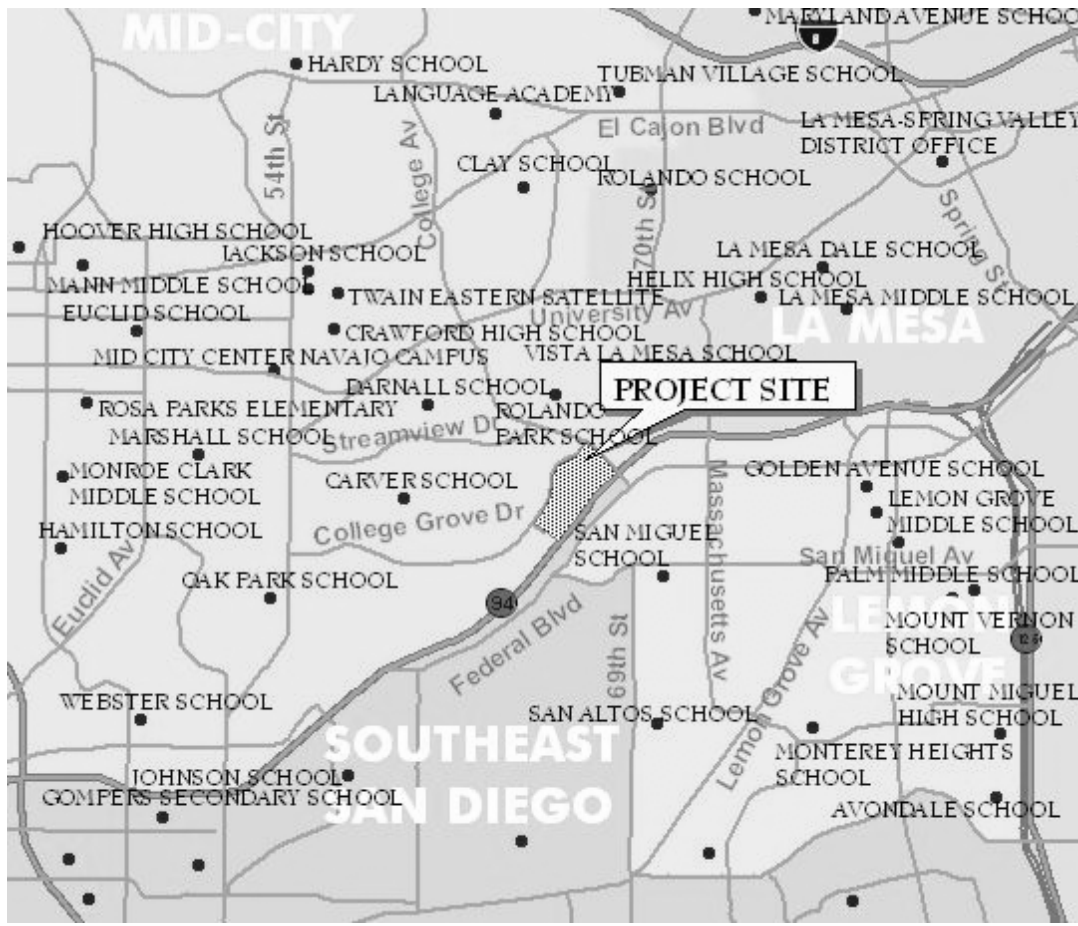 MARYLAND AVENUE SCHOO
MID-CITY
8
HARDY SCHOOL
TUBMAN VILLAGE SCHOOL
LANGUAGE ACADEMY
El Cajon Blvd
LA MESA-SPRING VALLEY
DISTRICT OFFICE
54th St
College Av
CLAY SCHOOL
ROLANDO SCHOOL
70th St
Spring St
HOOVER HIGH SCHOOL
JACKSON SCHOOL
LA MESA DALE SCHOOL
MANN MIDDLE SCHOOL
HELIX HIGH SCHOOL
TWAIN EASTERN SATELLITE
LA MESA MIDDLE SCHOOL
EUCLID SCHOOL
University Av
CRAWFORD HIGH SCHOOL
LA MESA
MID CITY CENTER NAVAJO CAMPUS
VISTA LA MESA SCHOOL
DARNALL SCHOOL
PROJECT SITE
ROSA PARKS ELEMENTARY
ROLANDO
PARK SCHOOL
MARSHALL SCHOOL
Streamview Dr
MONROE CLARK
MIDDLE SCHOOL
CARVER SCHOOL
GOLDEN AVENUE SCHOOL
Massachusetts Av
LEMON GROVE
MIDDLE SCHOOL
HAMILTON SCHOOL
College Grove Dr
SAN MIGUEL
SCHOOL
San Miguel Av
Euclid Av
OAK PARK SCHOOL
PALM MIDDLE SCHOOL
94
Federal Blvd
69th St
LEMON
GROVE
MOUNT VERNON
SCHOOL
125
Lemon Grove Av
WEBSTER SCHOOL
SAN ALTOS SCHOOL
MOUNT MIGUEL
HIGH SCHOOL
SOUTHEAST
SAN DIEGO
MONTEREY HEIGHTS
SCHOOL
JOHNSON SCHOOL
GOMPERS SECONDARY SCHOOL
AVONDALE SCHOOL